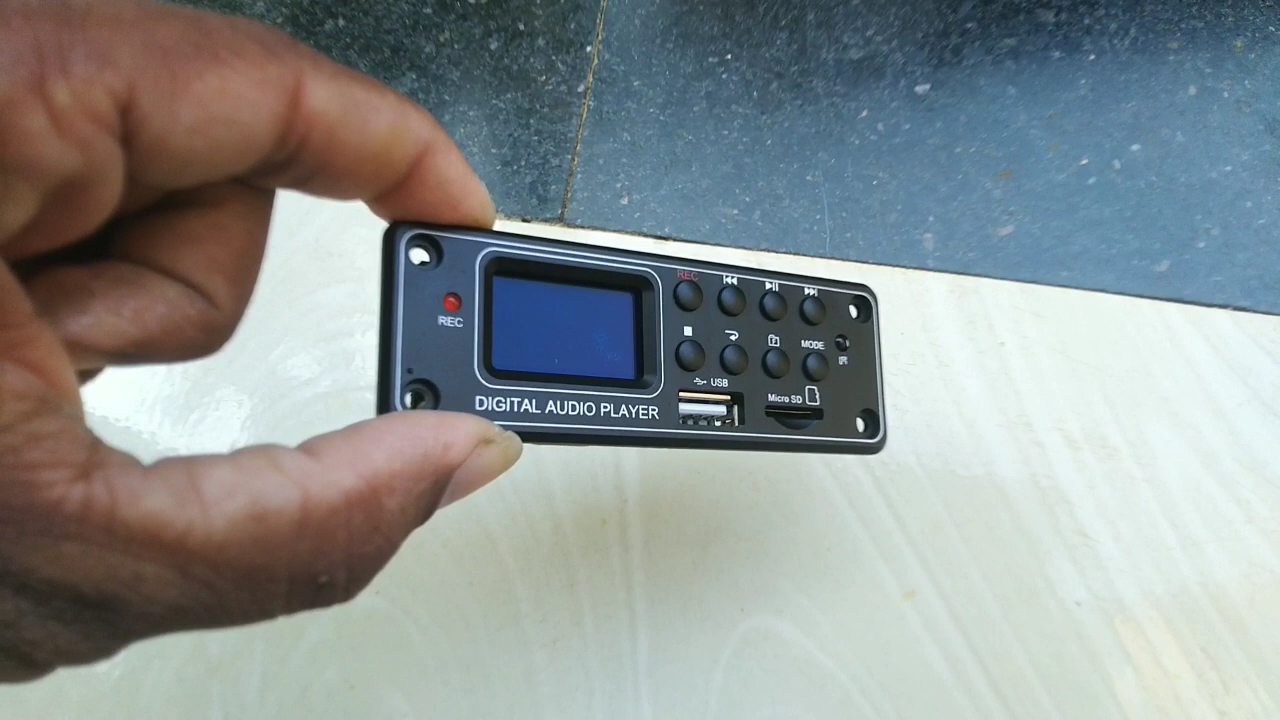 REC
REC
MODE
IR
USB
Micro SD
DIGITAL AUDIO PLAYER